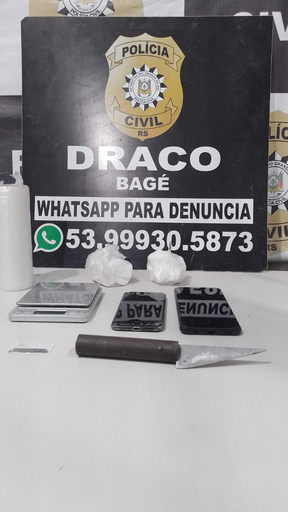 POLÍCIA
CIVIL
RS
DRACO
BAGÉ
WHATSAPP PARA DENUNCIA
53.99930.5873